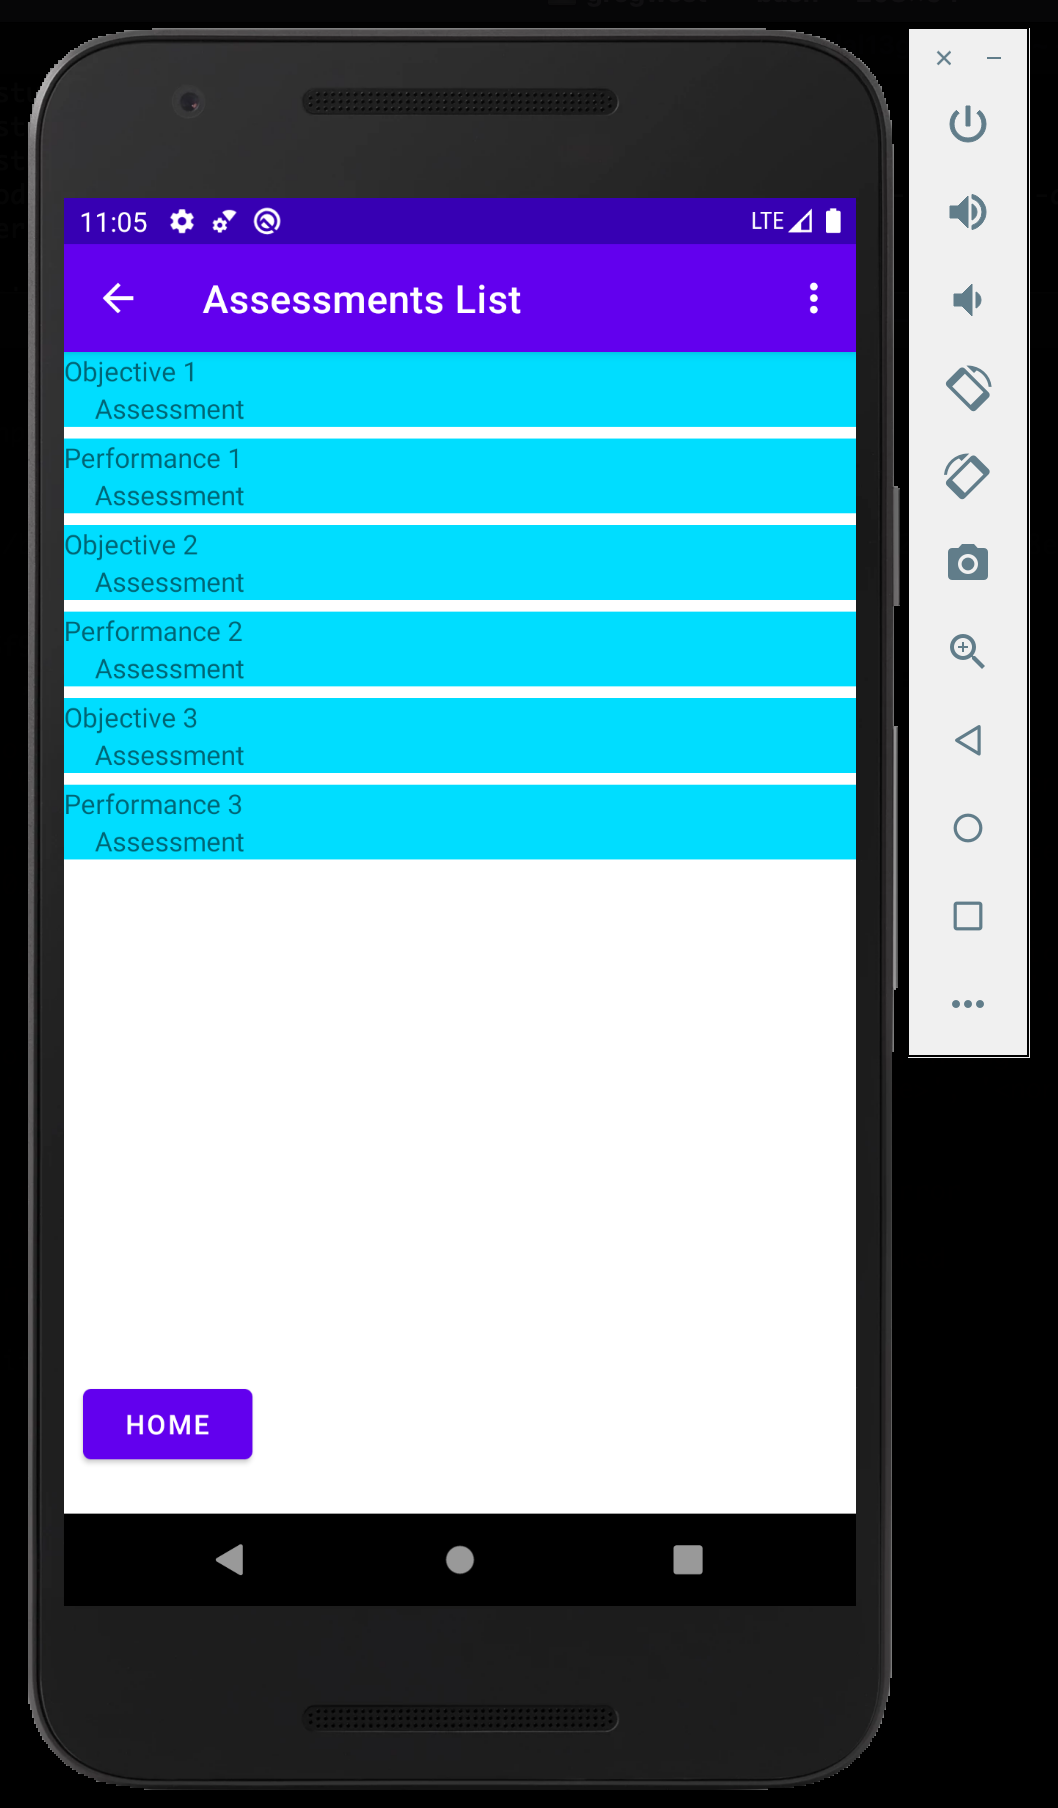 11:05 LTE
Assessments List
Objective 1
Assessment
Performance 1
Assessment
Objective 2
Assessment
Performance 2
Assessment
Objective 3
Assessment
Performance 3
Assessment
HOME